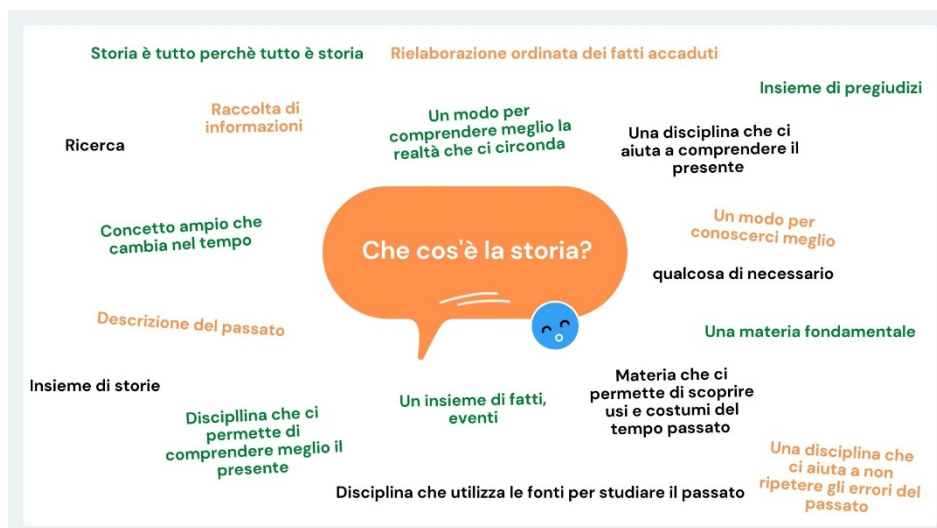 Storia è tutto perchè tutto è storia
Rielaborazione ordinata dei fatti accaduti
Insieme di pregiudizi
Raccolta di
informazioni
Un modo per
comprendere meglio la
realtà che ci circonda
Una disciplina che ci
aiuta a comprendere il
presente
Ricerca
Concetto ampio che
cambia nel tempo
Che cos'è la storia?
Un modo per
conoscerci meglio
qualcosa di necessario
Descrizione del passato
Una materia fondamentale
Insieme di storie
Discipllina che ci
permette di
comprendere meglio il
presente
Un insieme di fatti,
eventi
Materia che ci
permette di scoprire
usi e costumi del
tempo passato
Una disciplina che
ci aiuta a non
ripetere gli errori del
passato
Disciplina che utilizza le fonti per studiare il passato